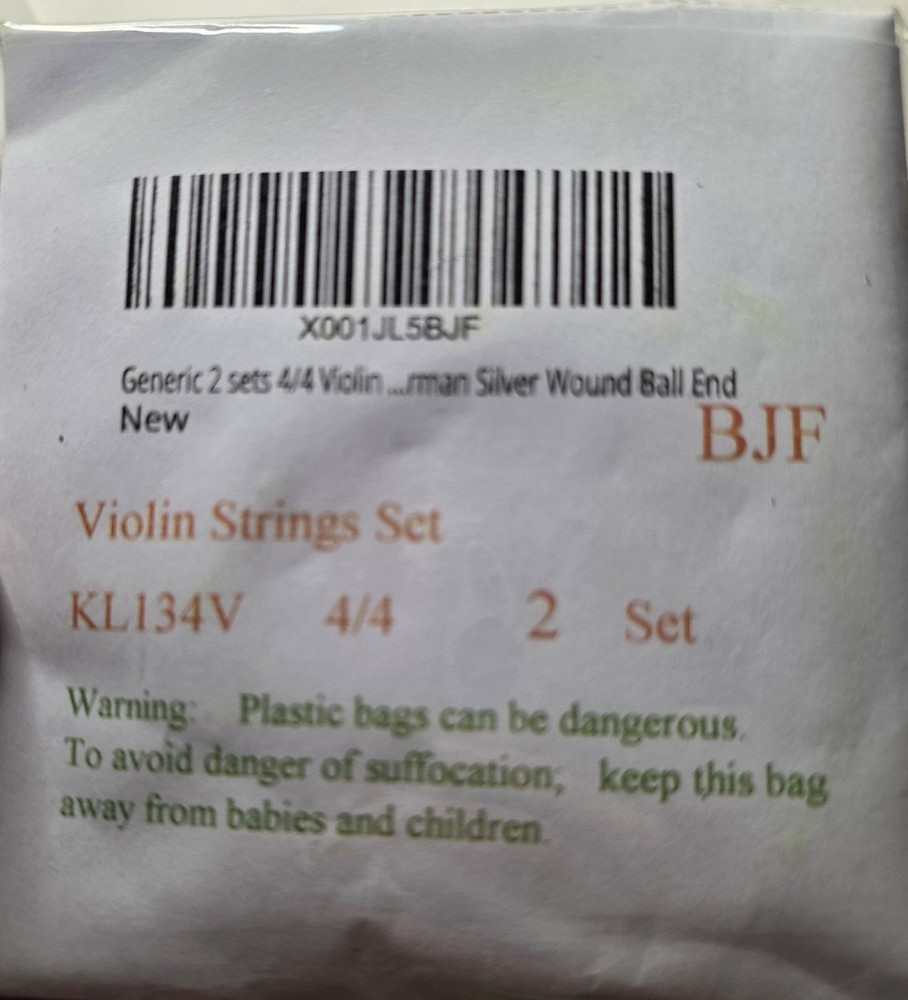 X001JL5BJF
Generic 2 sets 4/4 Violin ...rman Silver Wound Ball End
New
BJF
Violin Strings Set
KL134V 4/4 2 Set
Warning: Plastic bags can be dangerous.
To avoid danger of suffocation, keep this bag
away from babies and children.